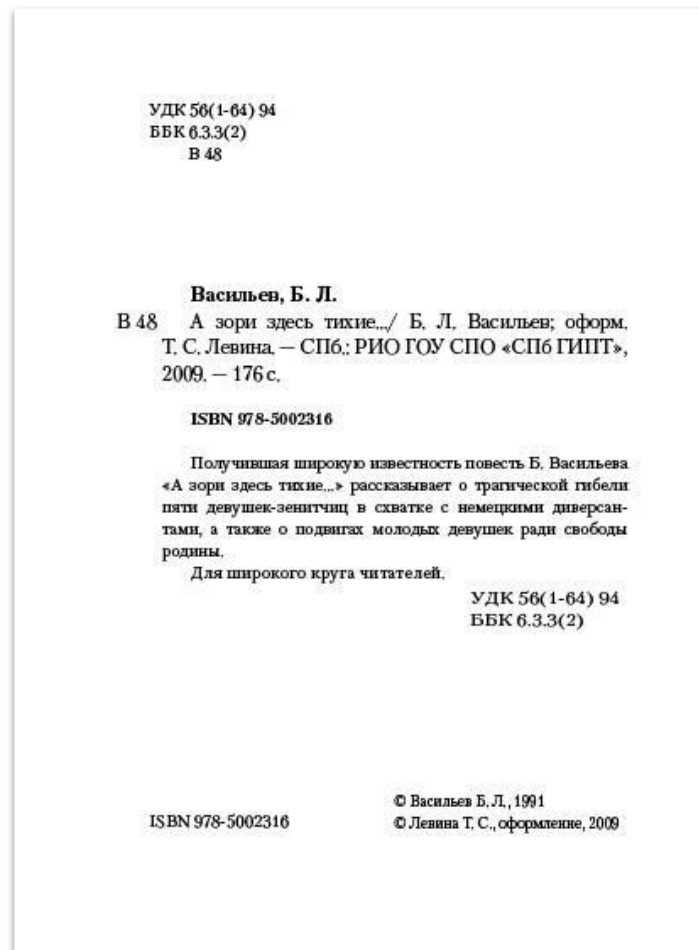 УДК 56(1-64) 94
ББК 6.3.3(2)
В 48
Васильев, Б. Л.
В 48 А зори здесь тихие.../ Б. Л. Васильев; оформ.
Т. С. Левина. — СПб.: РИО ГОУ СПО «СПб ГИПТ»,
2009. — 176 с.
ISBN 978-5002316
Получившая широкую известность повесть Б. Васильева
«А зори здесь тихие...» рассказывает о трагической гибели
пяти девушек-зенитчиц в схватке с немецкими диверсан-
тами, а также о подвигах молодых девушек ради свободы
родины.
Для широкого круга читателей.
УДК 56(1-64) 94
ББК 6.3.3(2)
© Васильев Б. Л., 1991
ISBN 978-5002316 © Левина Т. С., оформление, 2009